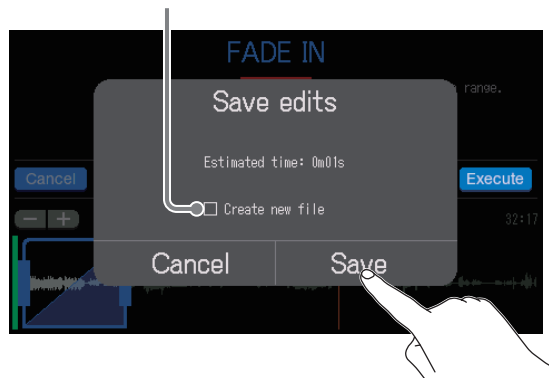 FADE IN
range.
Save edits
Estimated time: 0m01s
Cancel
Execute
Create new file
32:17
Cancel
Save